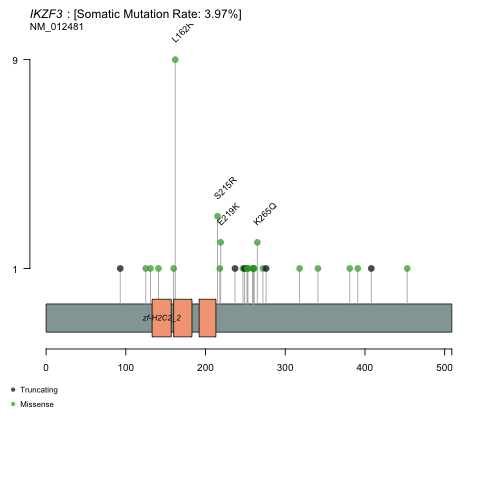 IKZF3 : [Somatic Mutation Rate: 3.97%]
NM_012481
L162R
9
S215R
E219K
K265Q
1
zf-H2C2_2
0 100 200 300 400 500
Truncating
Missense